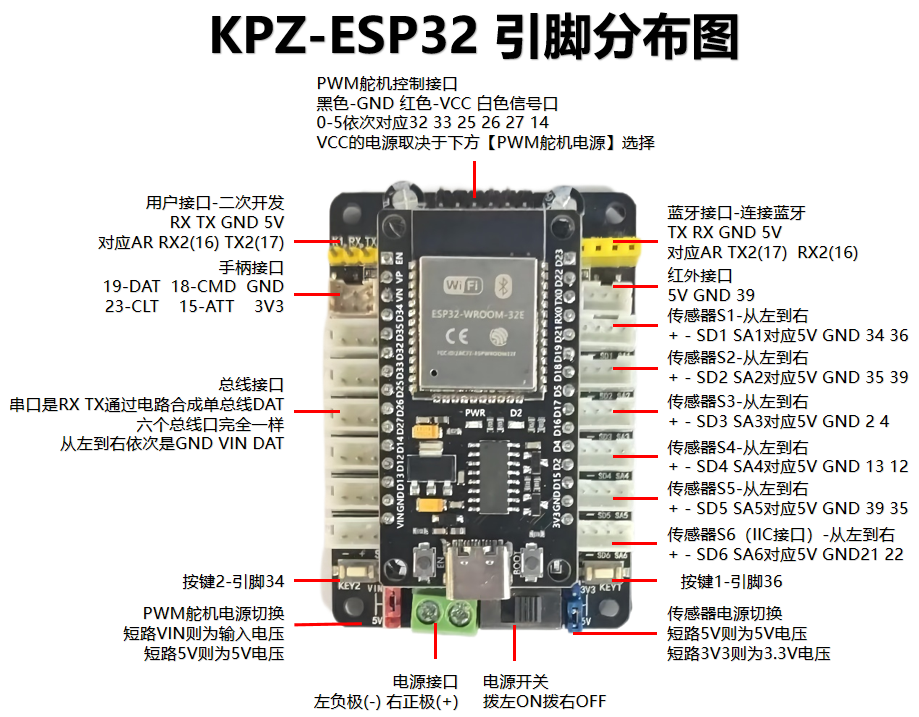 KPZ-ESP32 引脚分布图
PWM舵机控制接口
黑色-GND 红色-VCC 白色信号口
0-5依次对应32 33 25 26 27 14
VCC的电源取决于下方【PWM舵机电源】选择
用户接口-二次开发
RX TX GND 5V
对应AR RX2(16) TX2(17)
手柄接口
19-DAT 18-CMD GND
23-CLT 15-ATT 3V3
总线接口
串口是RX TX通过电路合成单总线DAT
六个总线口完全一样
从左到右依次是GND VIN DAT
按键2-引脚34
PWM舵机电源切换
短路VIN则为输入电压
短路5V则为5V电压
电源接口
左负极(-) 右正极(+)
电源开关
拨左ON拨右OFF
蓝牙接口-连接蓝牙
TX RX GND 5V
对应AR TX2(17) RX2(16)
红外接口
5V GND 39
传感器S1-从左到右
+ - SD1 SA1对应5V GND 34 36
传感器S2-从左到右
+ - SD2 SA2对应5V GND 35 39
传感器S3-从左到右
+ - SD3 SA3对应5V GND 2 4
传感器S4-从左到右
+ - SD4 SA4对应5V GND 13 12
传感器S5-从左到右
+ - SD5 SA5对应5V GND 39 35
传感器S6（IIC接口）-从左到右
+ - SD6 SA6对应5V GND21 22
按键1-引脚36
传感器电源切换
短路5V则为5V电压
短路3V3则为3.3V电压
RX TX
EN
VP
VN
D34
D35
D32
D33
D25
D26
D27
D14
D12
D13
GND
VIN
D23
D22
TX0
RX0
D21
D19
D18
D5
D17
D16
D4
D2
D15
GND
3V3
WiFi
ESP32-WROOM-32E
CE
PWR
D2
EN
BOOT
SD4 SA4
SD5 SA5
SD6 SA6
KEY2
VIN
5V
KEY1
3V3
5V